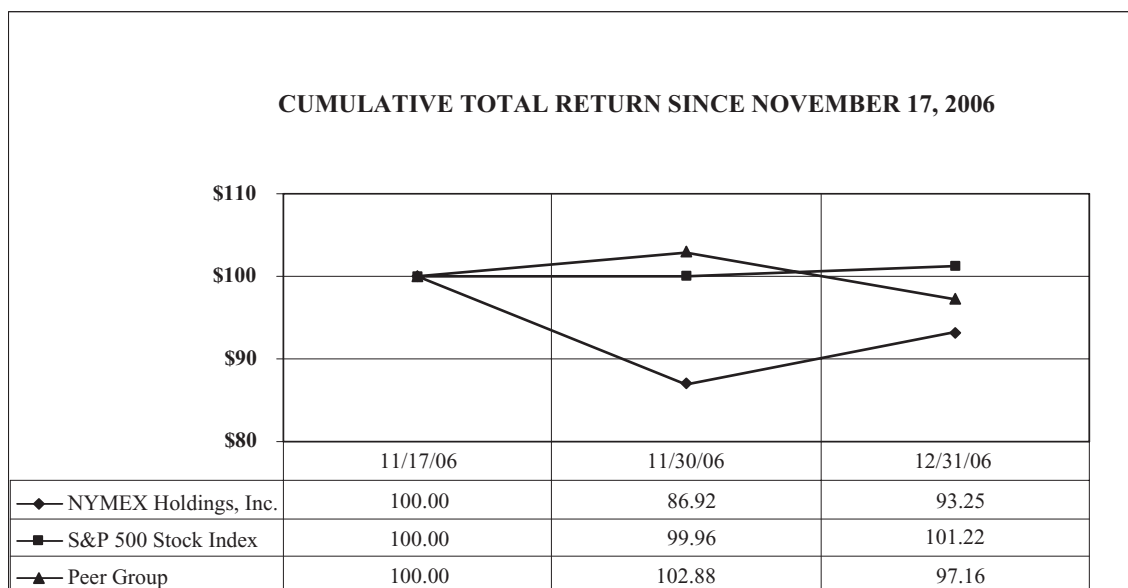 CUMULATIVE TOTAL RETURN SINCE NOVEMBER 17, 2006
$110
$100
$90
$80
11/17/06 11/30/06 12/31/06
NYMEX Holdings, Inc. 100.00 86.92 93.25
S&P 500 Stock Index 100.00 99.96 101.22
Peer Group 100.00 102.88 97.16